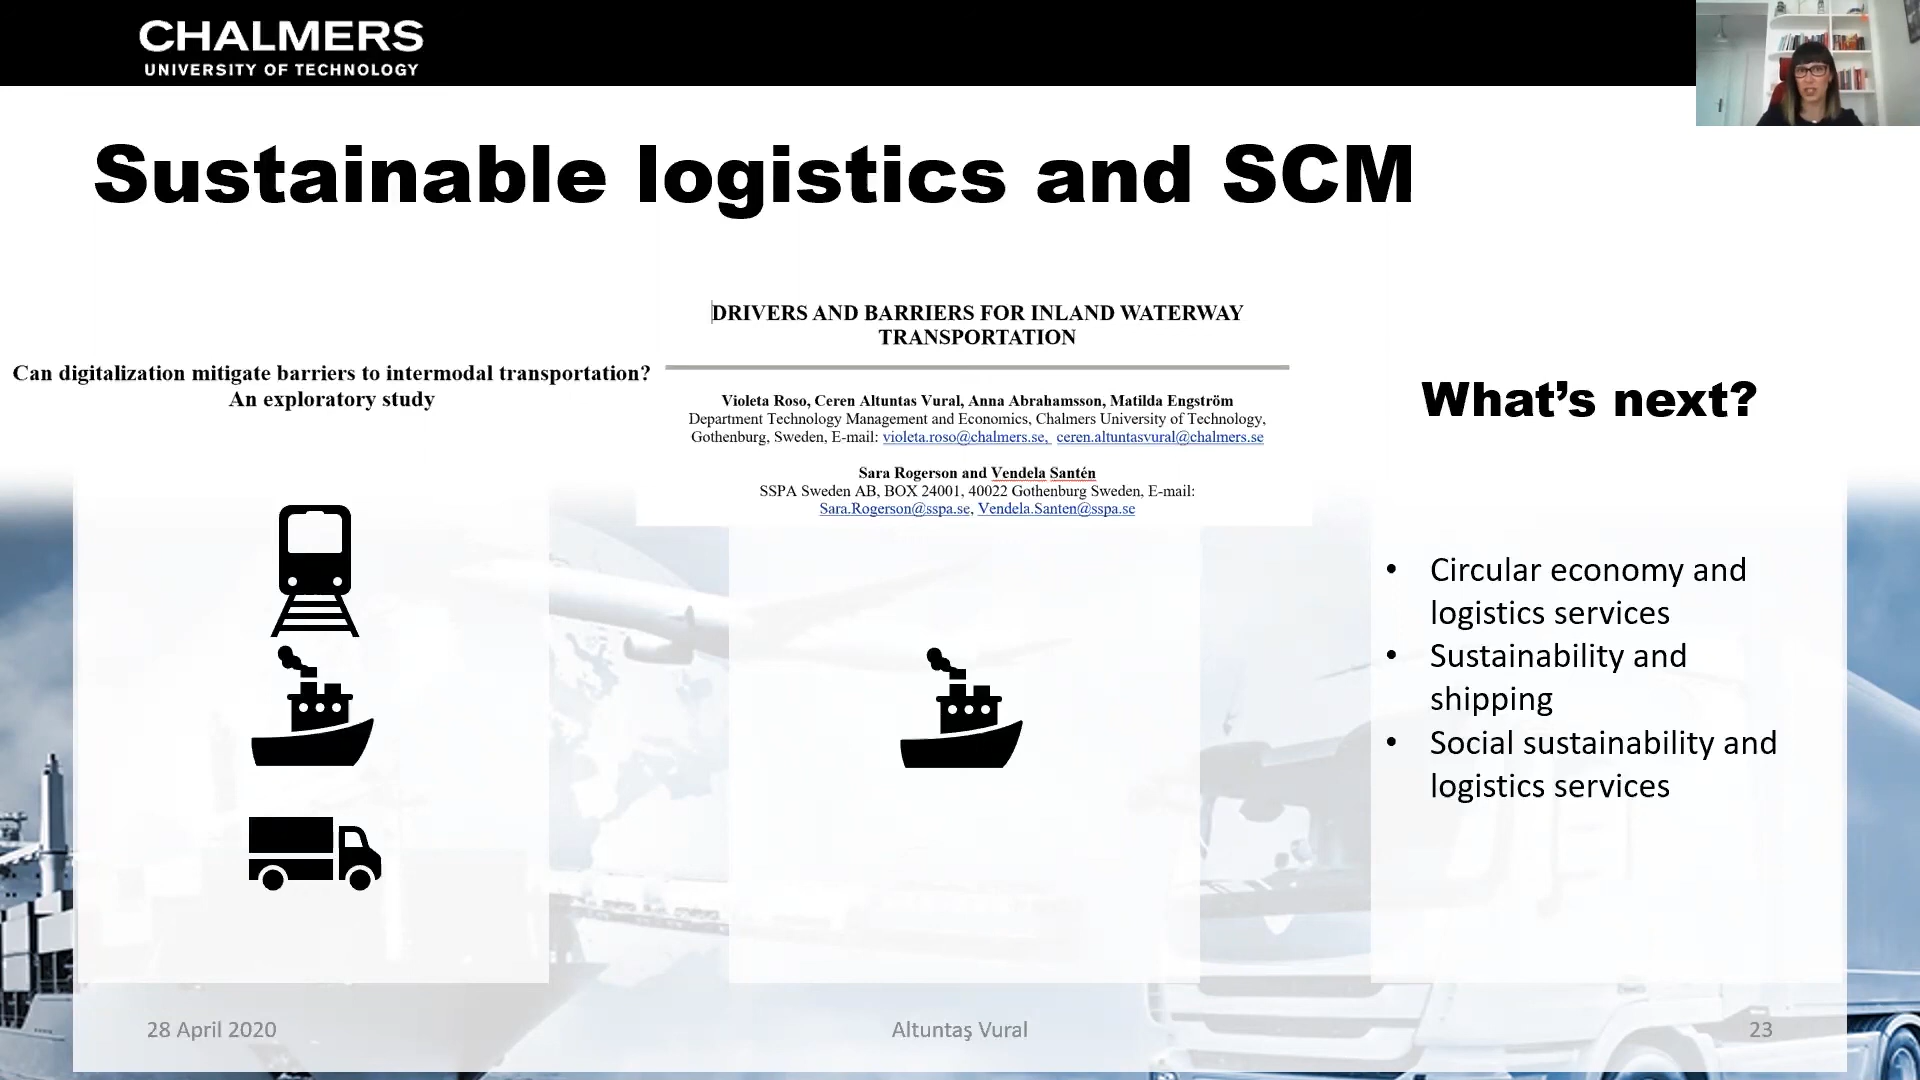 CHALMERS
UNIVERSITY OF TECHNOLOGY
Sustainable logistics and SCM
Can digitalization mitigate barriers to intermodal transportation?
An exploratory study
DRIVERS AND BARRIERS FOR INLAND WATERWAY
TRANSPORTATION
Violeta Roso, Ceren Altuntas Vural, Anna Abrahamsson, Matilda Engström
Department Technology Management and Economics, Chalmers University of Technology,
Gothenburg, Sweden, E-mail: violeta.roso@chalmers.se, ceren.altuntasvural@chalmers.se
Sara Rogerson and Vendela Santén
SSPA Sweden AB, BOX 24001, 40022 Gothenburg Sweden, E-mail:
Sara.Rogerson@sspa.se, Vendela.Santen@sspa.se
What’s next?
• Circular economy and
logistics services
• Sustainability and
shipping
• Social sustainability and
logistics services
28 April 2020
Altuntaş Vural
23